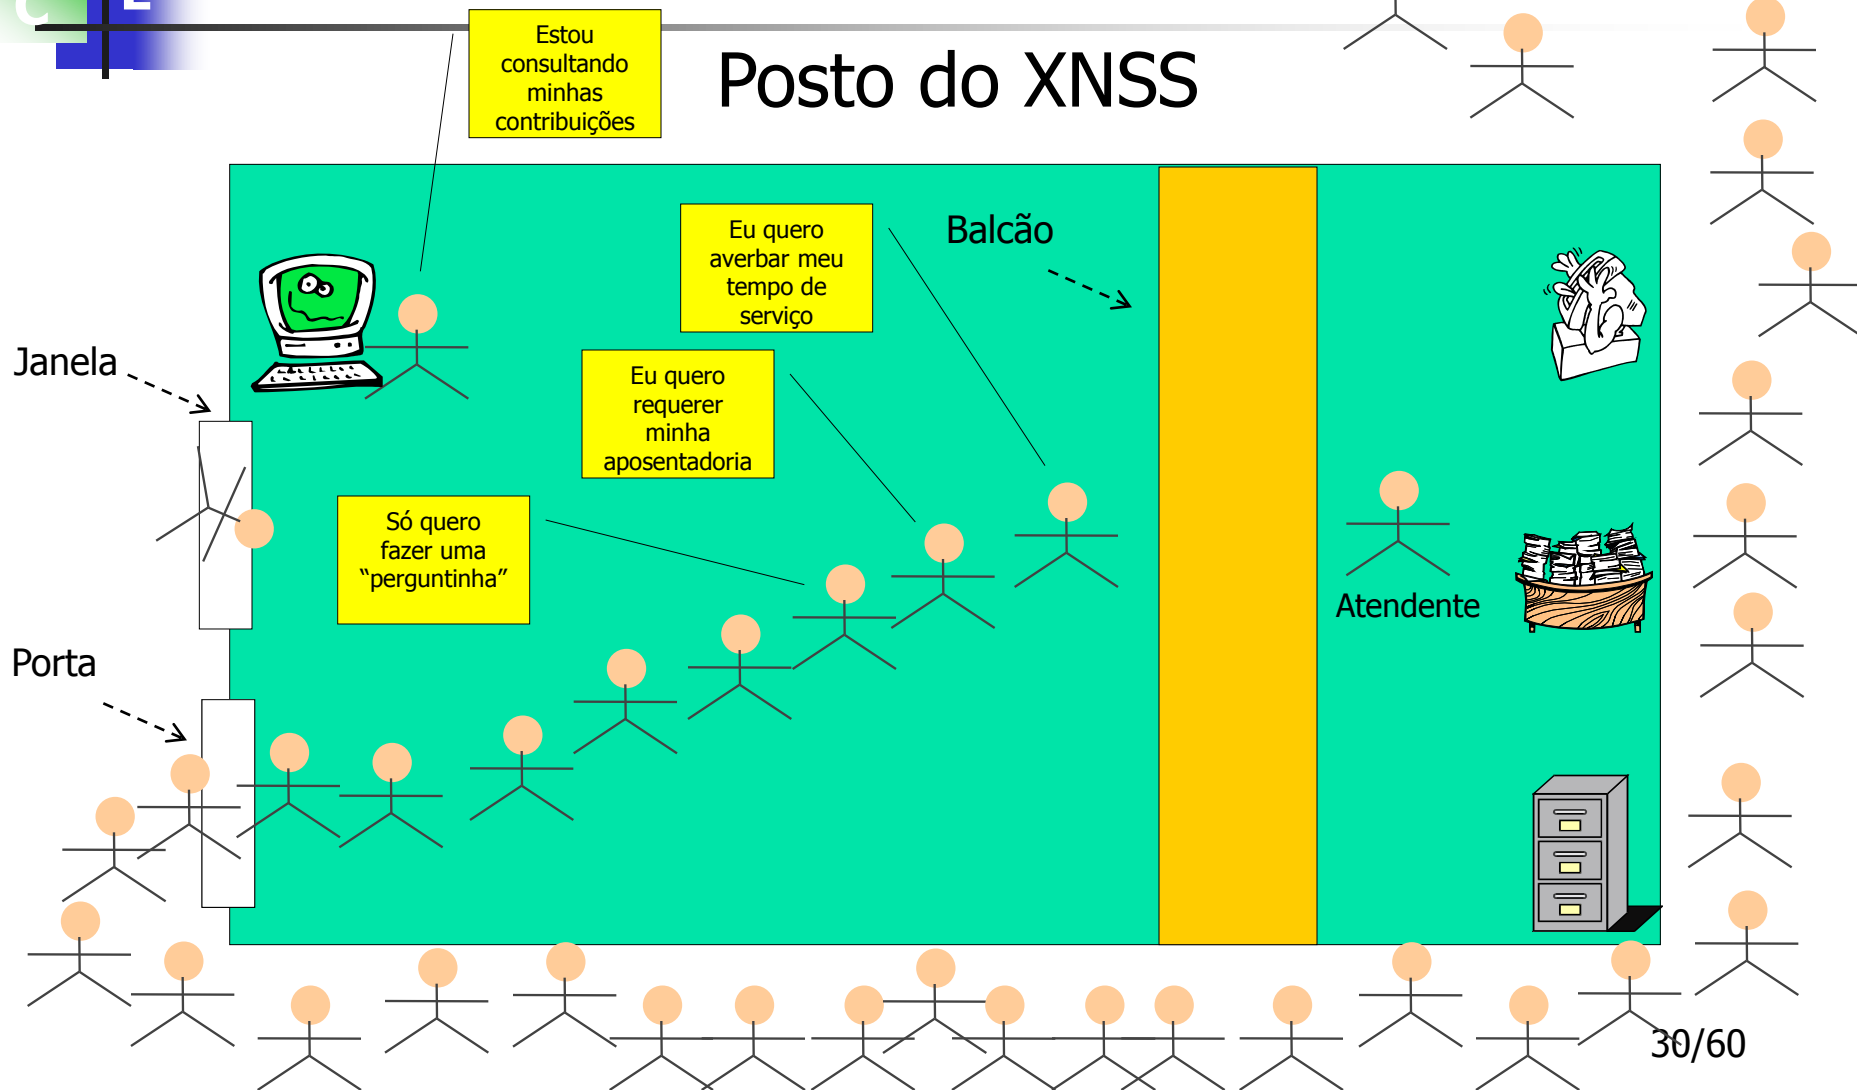 C E
Posto do XNSS
Estou
consultando
minhas
contribuições
Eu quero
averbar meu
tempo de
serviço
Balcão
Janela
Eu quero
requerer
minha
aposentadoria
Só quero
fazer uma
“perguntinha”
Atendente
Porta
30/60